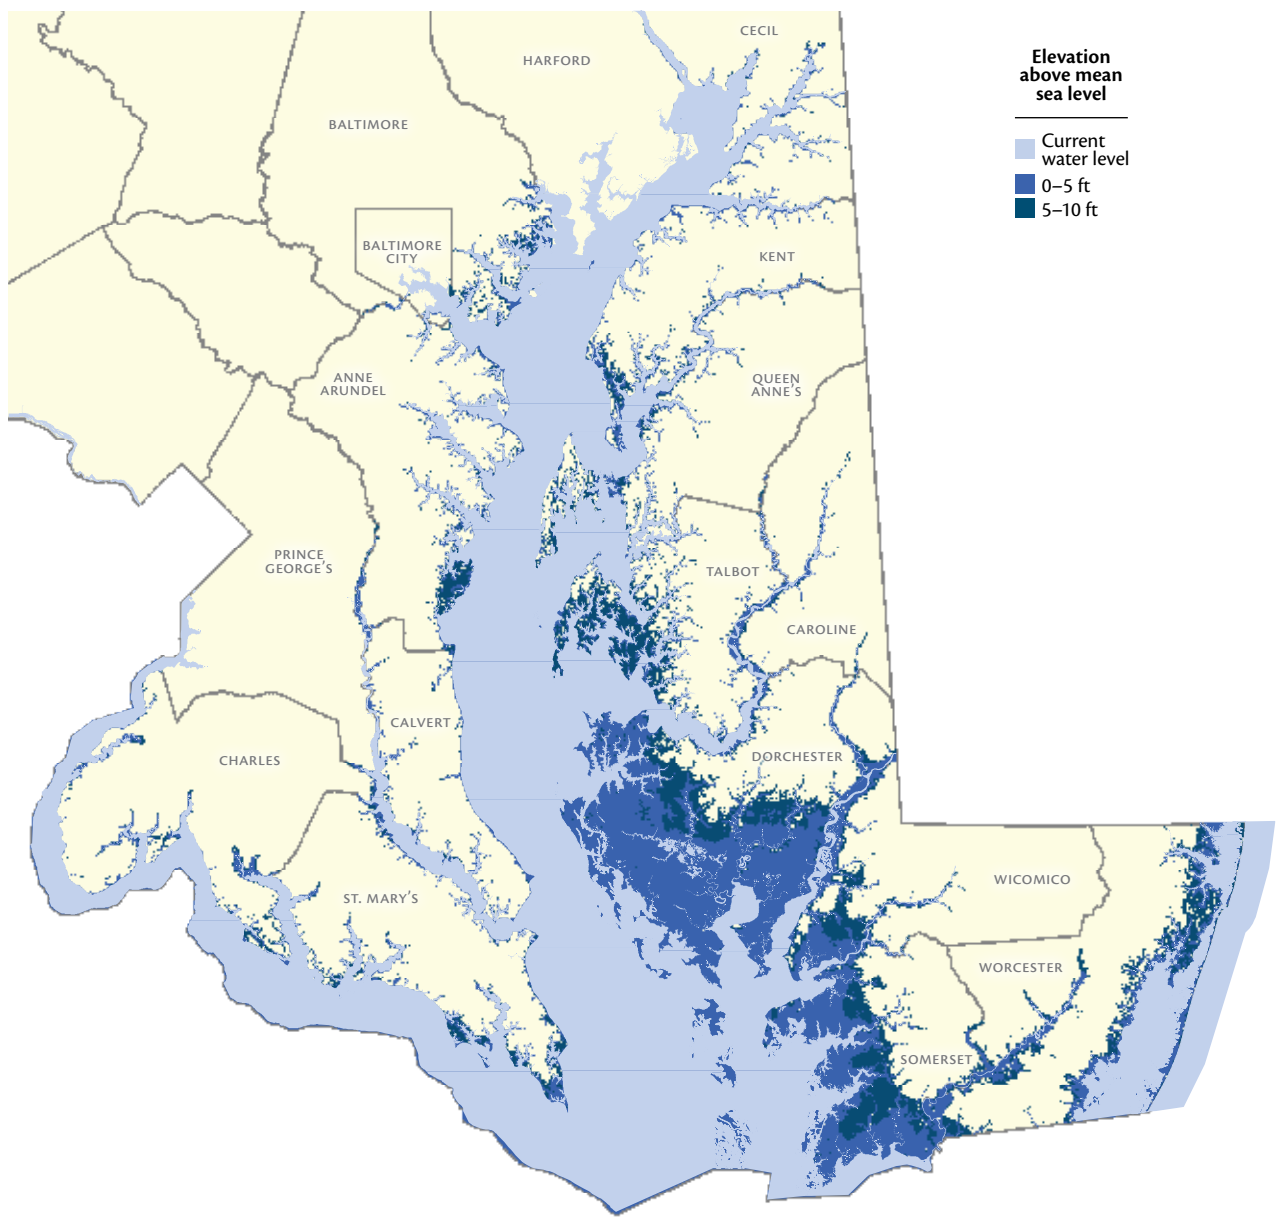 CECIL
HARFORD
BALTIMORE
BALTIMORE
CITY
KENT
ANNE
ARUNDEL
QUEEN
ANNE'S
PRINCE
GEORGE'S
TALBOT
CAROLINE
CALVERT
CHARLES
DORCHESTER
ST. MARY'S
WICOMICO
WORCESTER
SOMERSET
Elevation
above mean
sea level
Current
water level
0–5 ft
5–10 ft